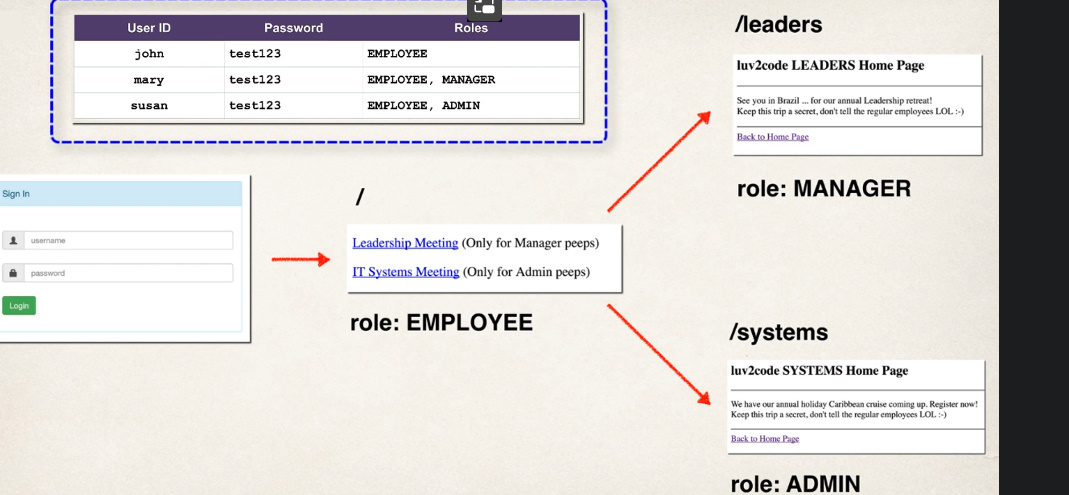 User ID Password Roles
john test123 EMPLOYEE
mary test123 EMPLOYEE, MANAGER
susan test123 EMPLOYEE, ADMIN
Sign In
username
password
Login
/
Leadership Meeting (Only for Manager peeps)
IT Systems Meeting (Only for Admin peeps)
role: EMPLOYEE
/leaders
luv2code LEADERS Home Page
See you in Brazil ... for our annual Leadership retreat!
Keep this trip a secret, don't tell the regular employees LOL :-)
Back to Home Page
role: MANAGER
/systems
luv2code SYSTEMS Home Page
We have our annual holiday Caribbean cruise coming up. Register now!
Keep this trip a secret, don't tell the regular employees LOL :-)
Back to Home Page
role: ADMIN